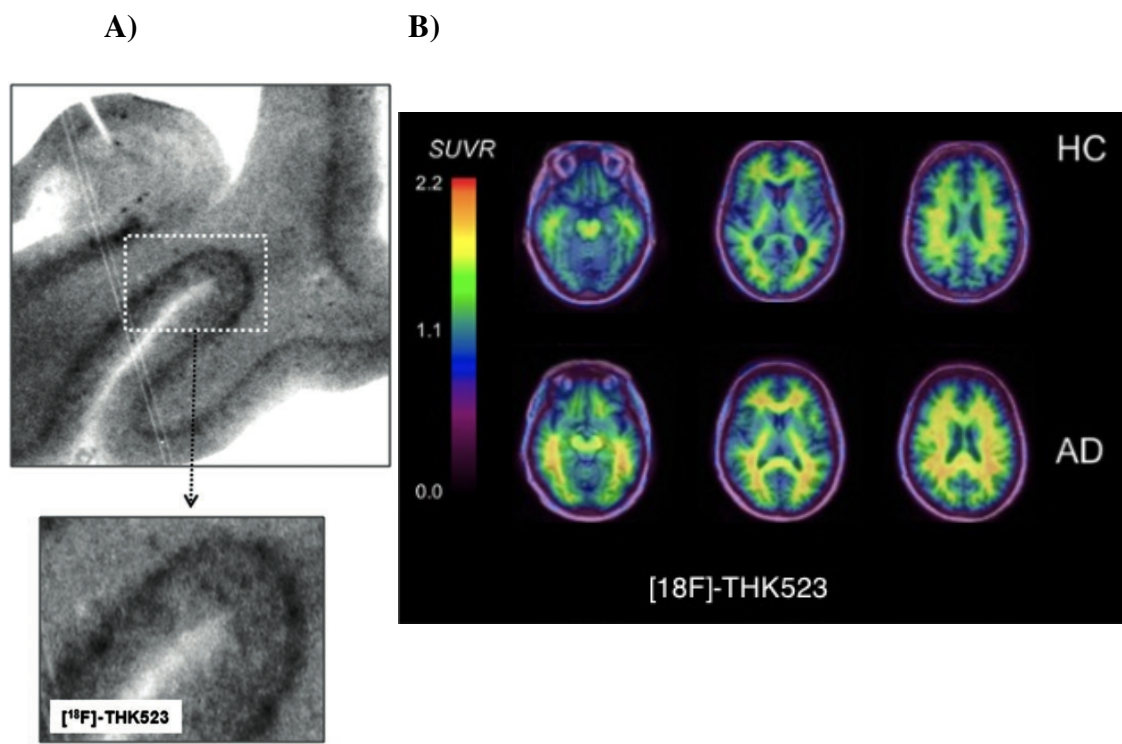 A)
B)
SUVR
2.2
1.1
0.0
HC
AD
[18F]-THK523
[¹⁸F]-THK523